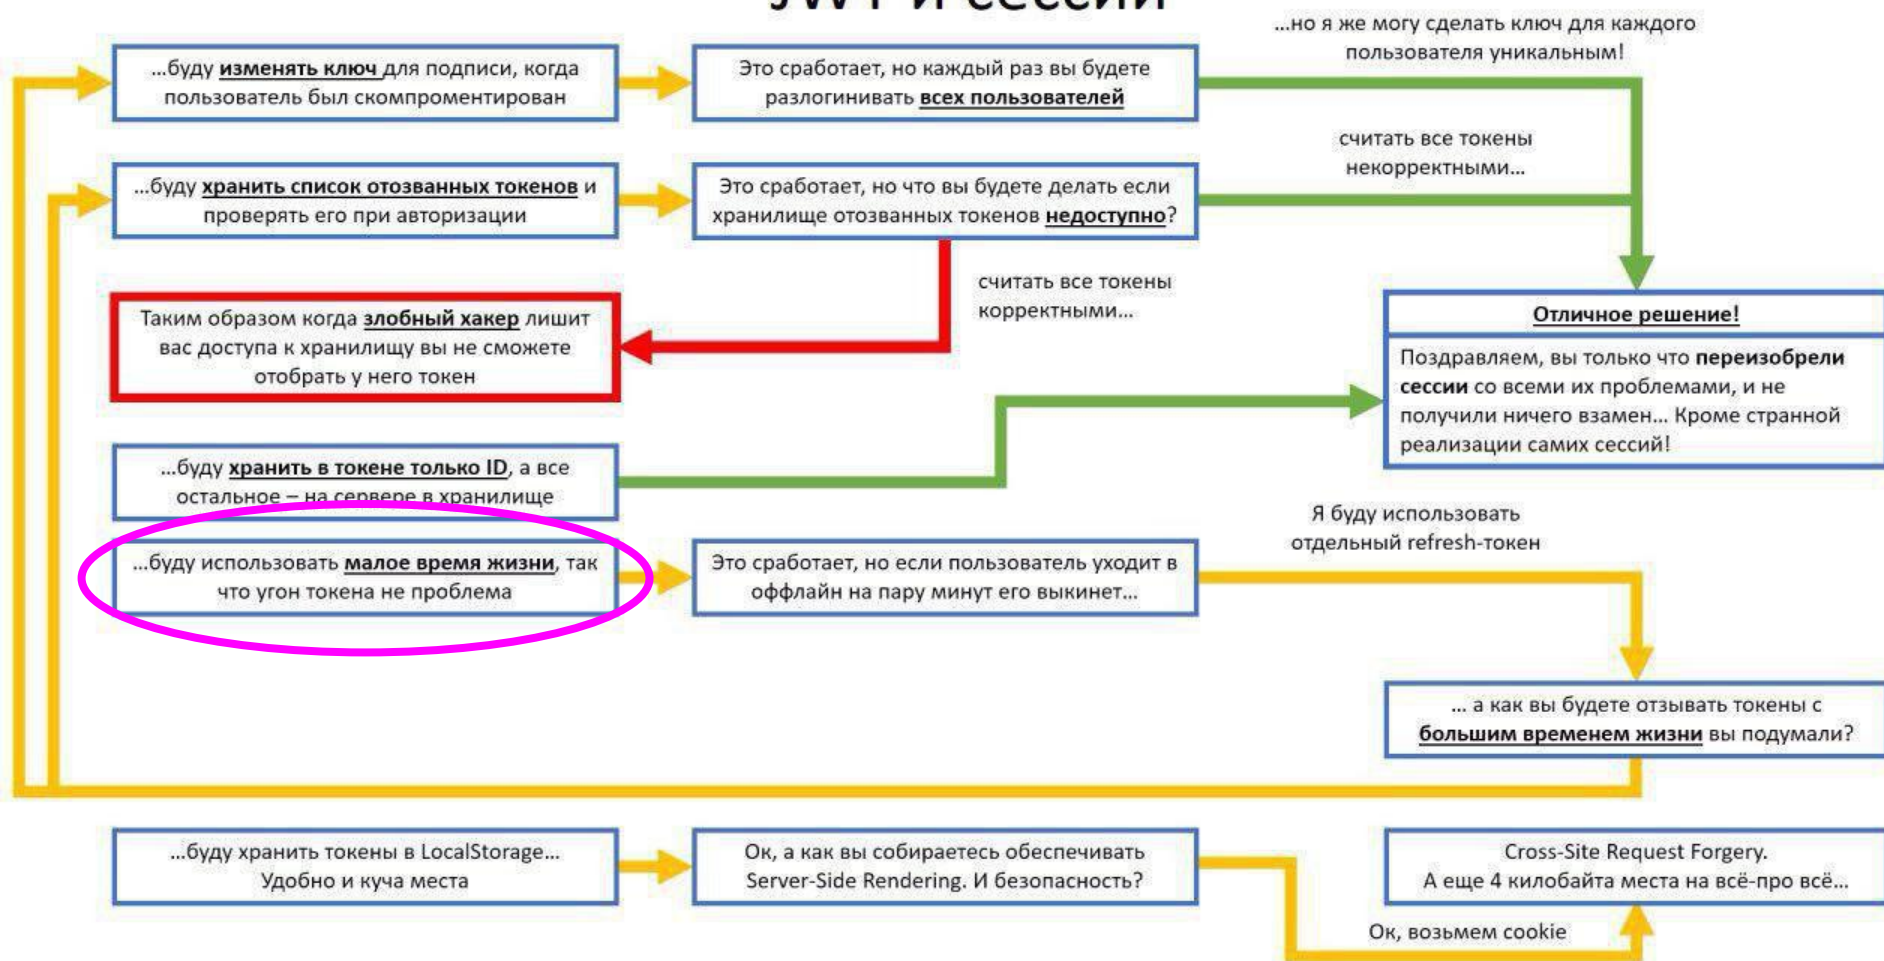 JWT и сессии
...но я же могу сделать ключ для каждого
пользователя уникальным!
...буду изменять ключ для подписи, когда
пользователь был скомпроментирован
Это сработает, но каждый раз вы будете
разлогинивать всех пользователей
считать все токены
некорректными...
...буду хранить список отозванных токенов и
проверять его при авторизации
Это сработает, но что вы будете делать если
хранилище отозванных токенов недоступно?
считать все токены
корректными...
Таким образом когда злобный хакер лишит
вас доступа к хранилищу вы не сможете
отобрать у него токен
Отличное решение!
Поздравляем, вы только что переизобрели
сессии со всеми их проблемами, и не
получили ничего взамен... Кроме странной
реализации самих сессий!
...буду хранить в токене только ID, а все
остальное – на сервере в хранилище
Я буду использовать
отдельный refresh-токен
...буду использовать малое время жизни, так
что угон токена не проблема
Это сработает, но если пользователь уходит в
оффлайн на пару минут его выкинет...
... а как вы будете отзывать токены с
большим временем жизни вы подумали?
...буду хранить токены в LocalStorage...
Удобно и куча места
Ок, а как вы собираетесь обеспечивать
Server-Side Rendering. И безопасность?
Cross-Site Request Forgery.
А еще 4 килобайта места на всё-про всё...
Ок, возьмем cookie